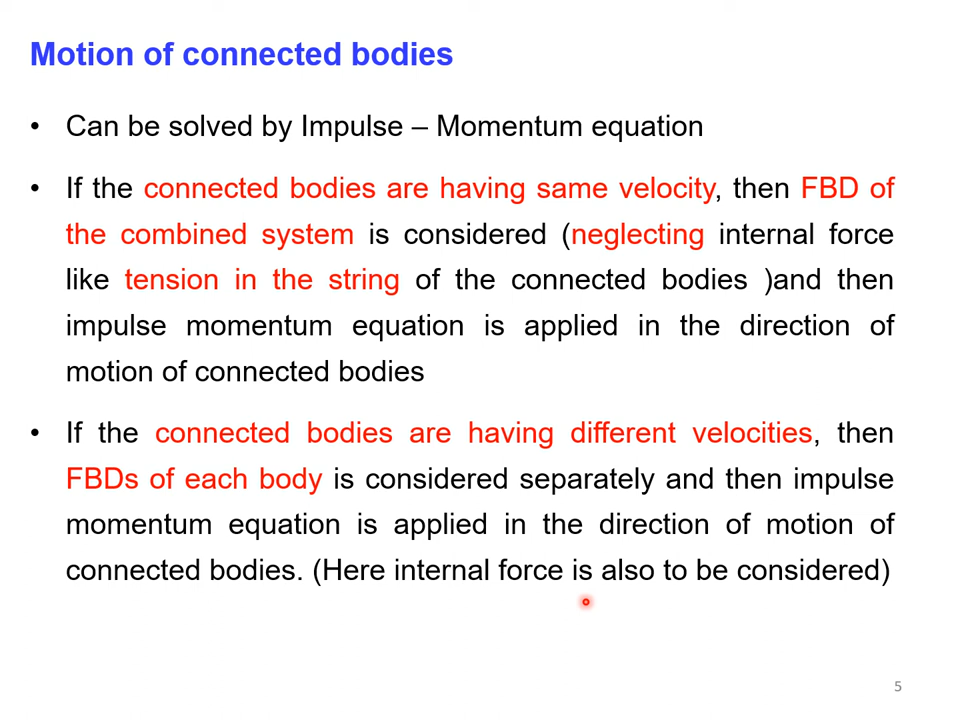 Motion of connected bodies
• Can be solved by Impulse – Momentum equation
• If the connected bodies are having same velocity, then FBD of
the combined system is considered (neglecting internal force
like tension in the string of the connected bodies )and then
impulse momentum equation is applied in the direction of
motion of connected bodies
• If the connected bodies are having different velocities, then
FBDs of each body is considered separately and then impulse
momentum equation is applied in the direction of motion of
connected bodies. (Here internal force is also to be considered)
5